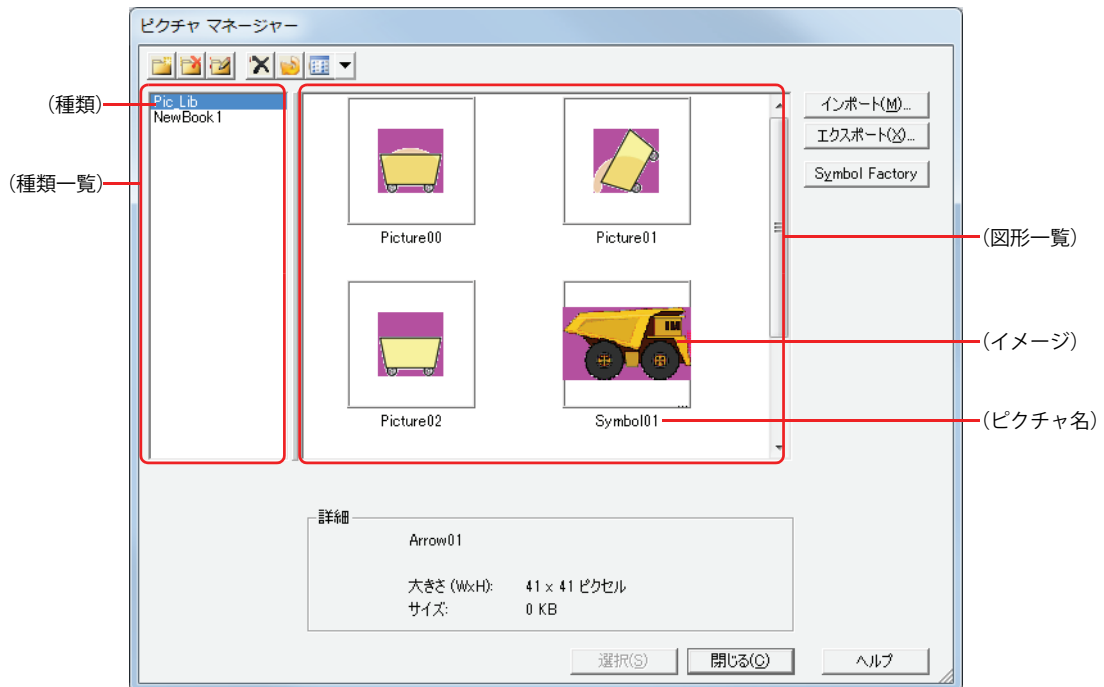 ピクチャ マネージャー
(種類)
(種類一覧)
Pic_Lib
NewBook1
Picture00
Picture01
Picture02
Symbol01
インポート(M)...
エクスポート(X)...
Symbol Factory
(図形一覧)
(イメージ)
(ピクチャ名)
詳細
Arrow01
大きさ (WxH): 41 x 41 ピクセル
サイズ: 0 KB
選択(S)
閉じる(C)
ヘルプ